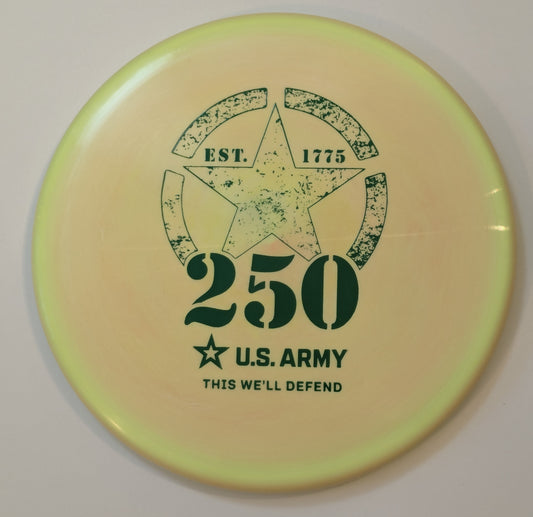 EST. 1775
250
U.S. ARMY
THIS WE'LL DEFEND